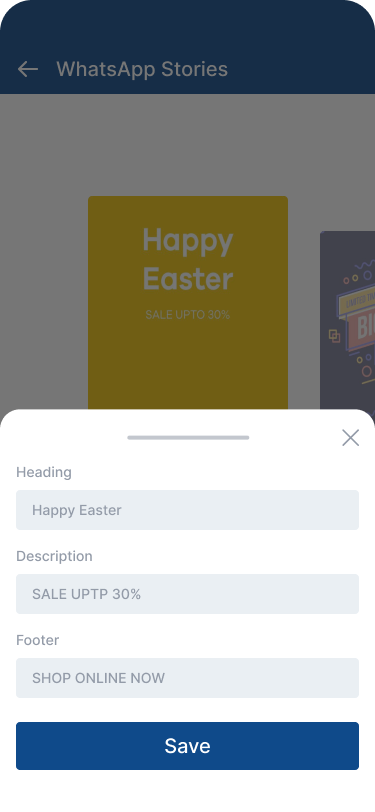 WhatsApp Stories
Happy
Easter
SALE UPTO 30%
LIMITED
BI
Heading
Happy Easter
Description
SALE UPTP 30%
Footer
SHOP ONLINE NOW
Save